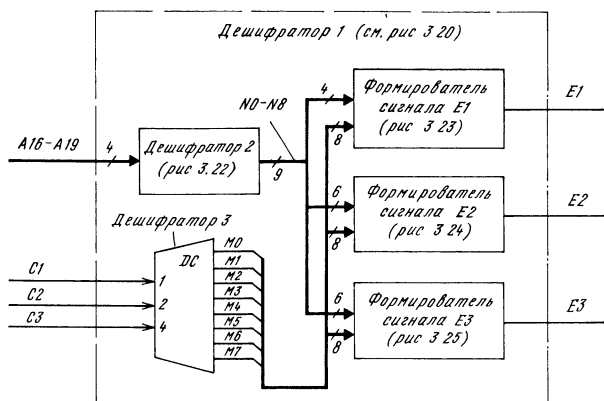 Дешифратор 1 (см. рис 3 20)
N0-N8
4
Формирователь
сигнала E1
(рис 3 23)
E1
8
A16-A19
4
Дешифратор 2
(рис 3.22)
9
6
Формирователь
сигнала E2
(рис 3 24)
E2
8
Дешифратор 3
DC
C1
1
C2
2
C3
4
M0
M1
M2
M3
M4
M5
M6
M7
6
Формирователь
сигнала E3
(рис 3 25)
E3
8